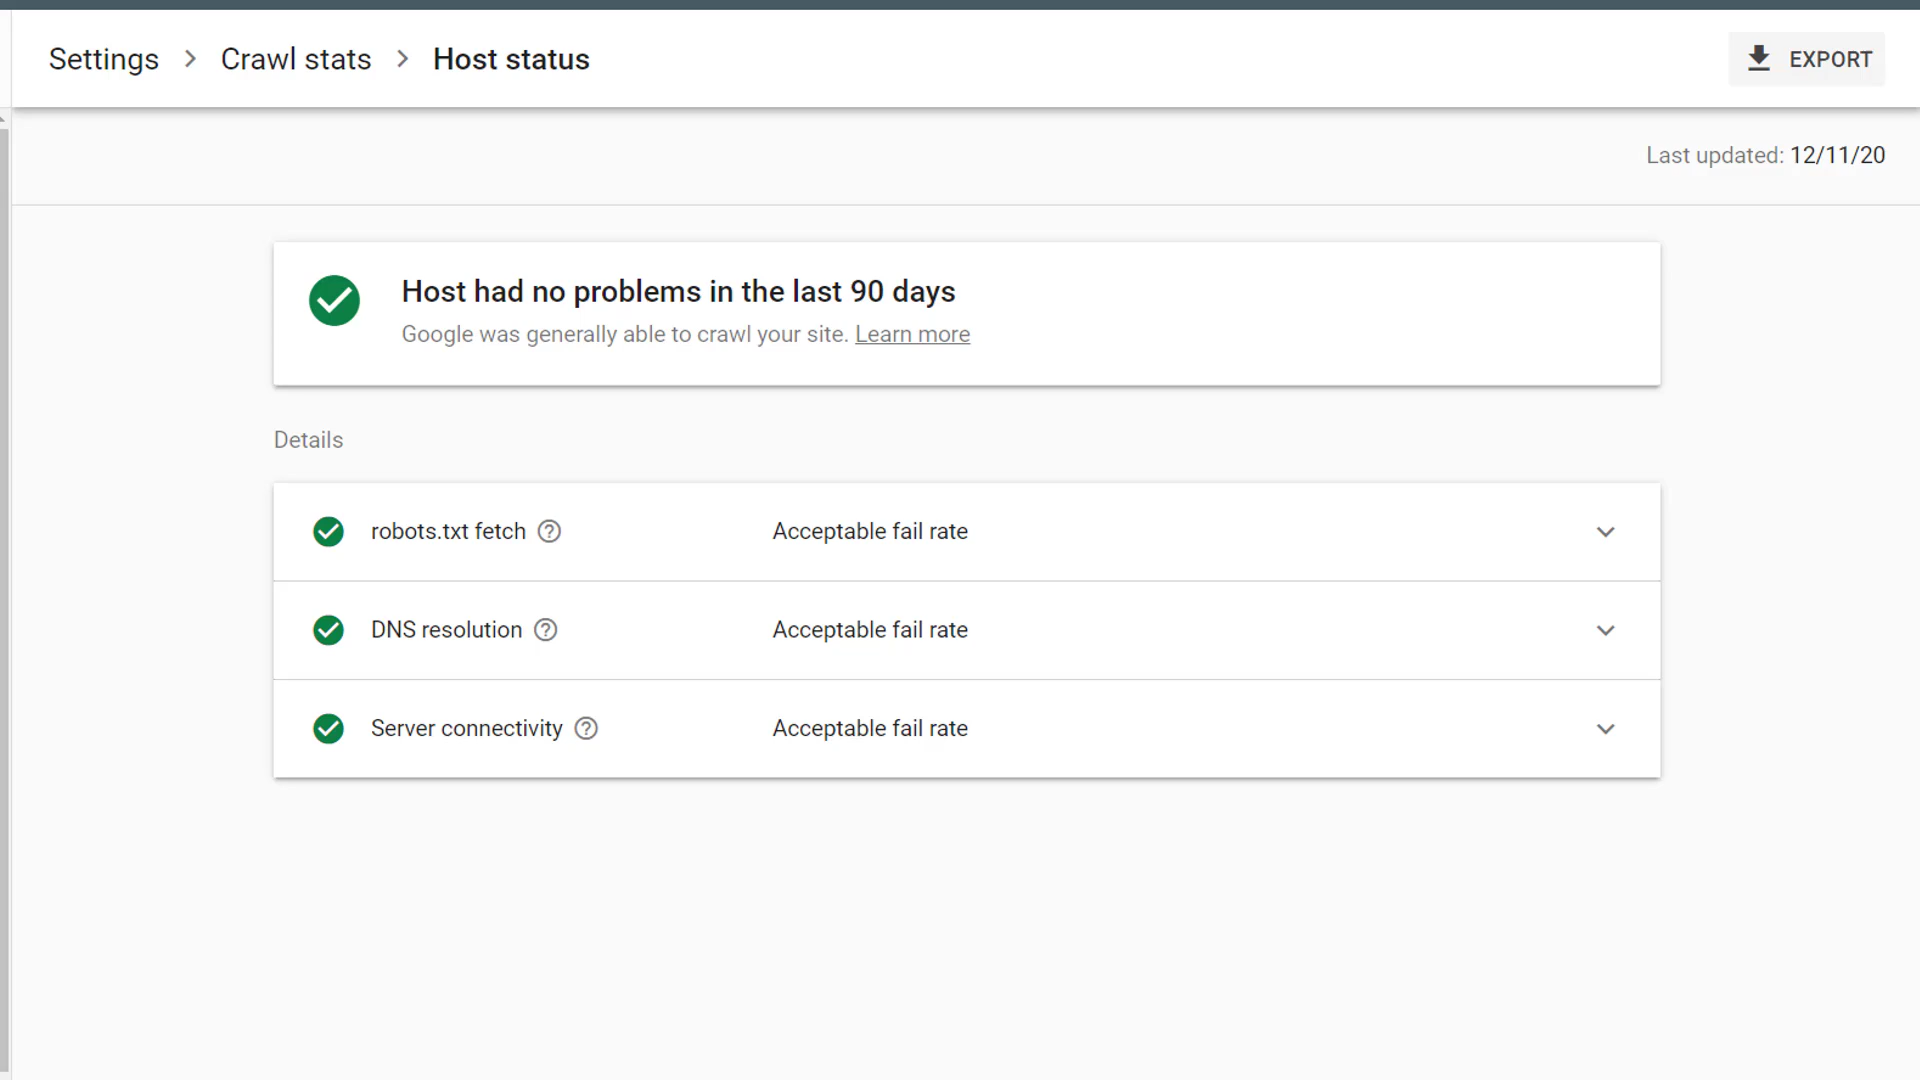 Settings > Crawl stats > Host status
EXPORT
Last updated: 12/11/20
Host had no problems in the last 90 days
Google was generally able to crawl your site. Learn more
Details
robots.txt fetch
Acceptable fail rate
DNS resolution
Acceptable fail rate
Server connectivity
Acceptable fail rate